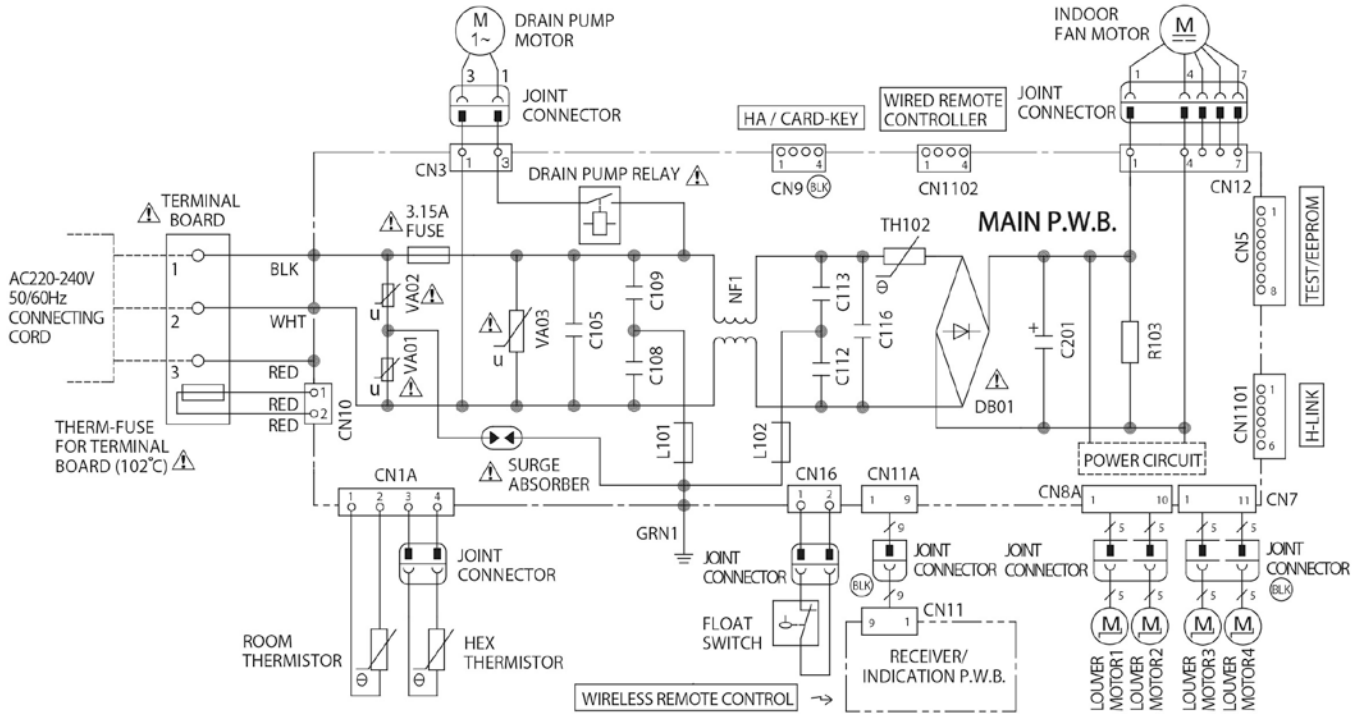 M
1~
DRAIN PUMP
MOTOR
3 1
JOINT
CONNECTOR
CN3
1 3
INDOOR
FAN MOTOR
M
1 4 7
JOINT
CONNECTOR
1 4 7
CN12
HA / CARD-KEY
1 4
CN9 BLK
WIRED REMOTE
CONTROLLER
1 4
CN1102
DRAIN PUMP RELAY
MAIN P.W.B.
TERMINAL
BOARD
AC220-240V
50/60Hz
CONNECTING
CORD
1
2
3
BLK
WHT
RED
RED
RED
1
2
CN10
THERM-FUSE
FOR TERMINAL
BOARD (102°C)
3.15A
FUSE
VA02
u
VA01
u
VA03
u
C105
C109
C108
NF1
C113
C112
C116
TH102
θ
DB01
+
C201
R103
L101
L102
SURGE
ABSORBER
POWER CIRCUIT
CN5
1
8
TEST/EEPROM
CN1101
1
6
H-LINK
CN1A
1 2 3 4
JOINT
CONNECTOR
ROOM
THERMISTOR
θ
HEX
THERMISTOR
θ
GRN1
CN16
1 2
JOINT
CONNECTOR
FLOAT
SWITCH
CN11A
1 9
9
JOINT
CONNECTOR
BLK
9
CN11
9 1
RECEIVER/
INDICATION P.W.B.
WIRELESS REMOTE CONTROL
CN8A
1 10
5 5
JOINT
CONNECTOR
5 5
M M
LOUVER
MOTOR1
LOUVER
MOTOR2
CN7
1 11
5 5
JOINT
CONNECTOR
BLK
5 5
M M
LOUVER
MOTOR3
LOUVER
MOTOR4